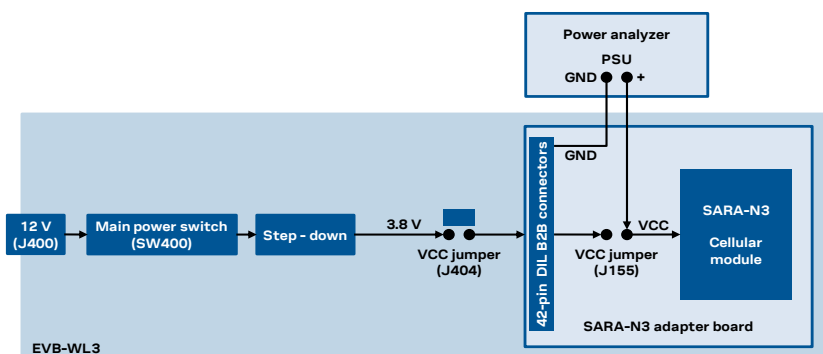 Power analyzer
PSU
GND
+
GND
42-pin DIL B2B connectors
12 V
(J400)
Main power switch
(SW400)
Step - down
3.8 V
VCC jumper
(J404)
VCC jumper
(J155)
VCC
SARA-N3
Cellular
module
SARA-N3 adapter board
EVB-WL3